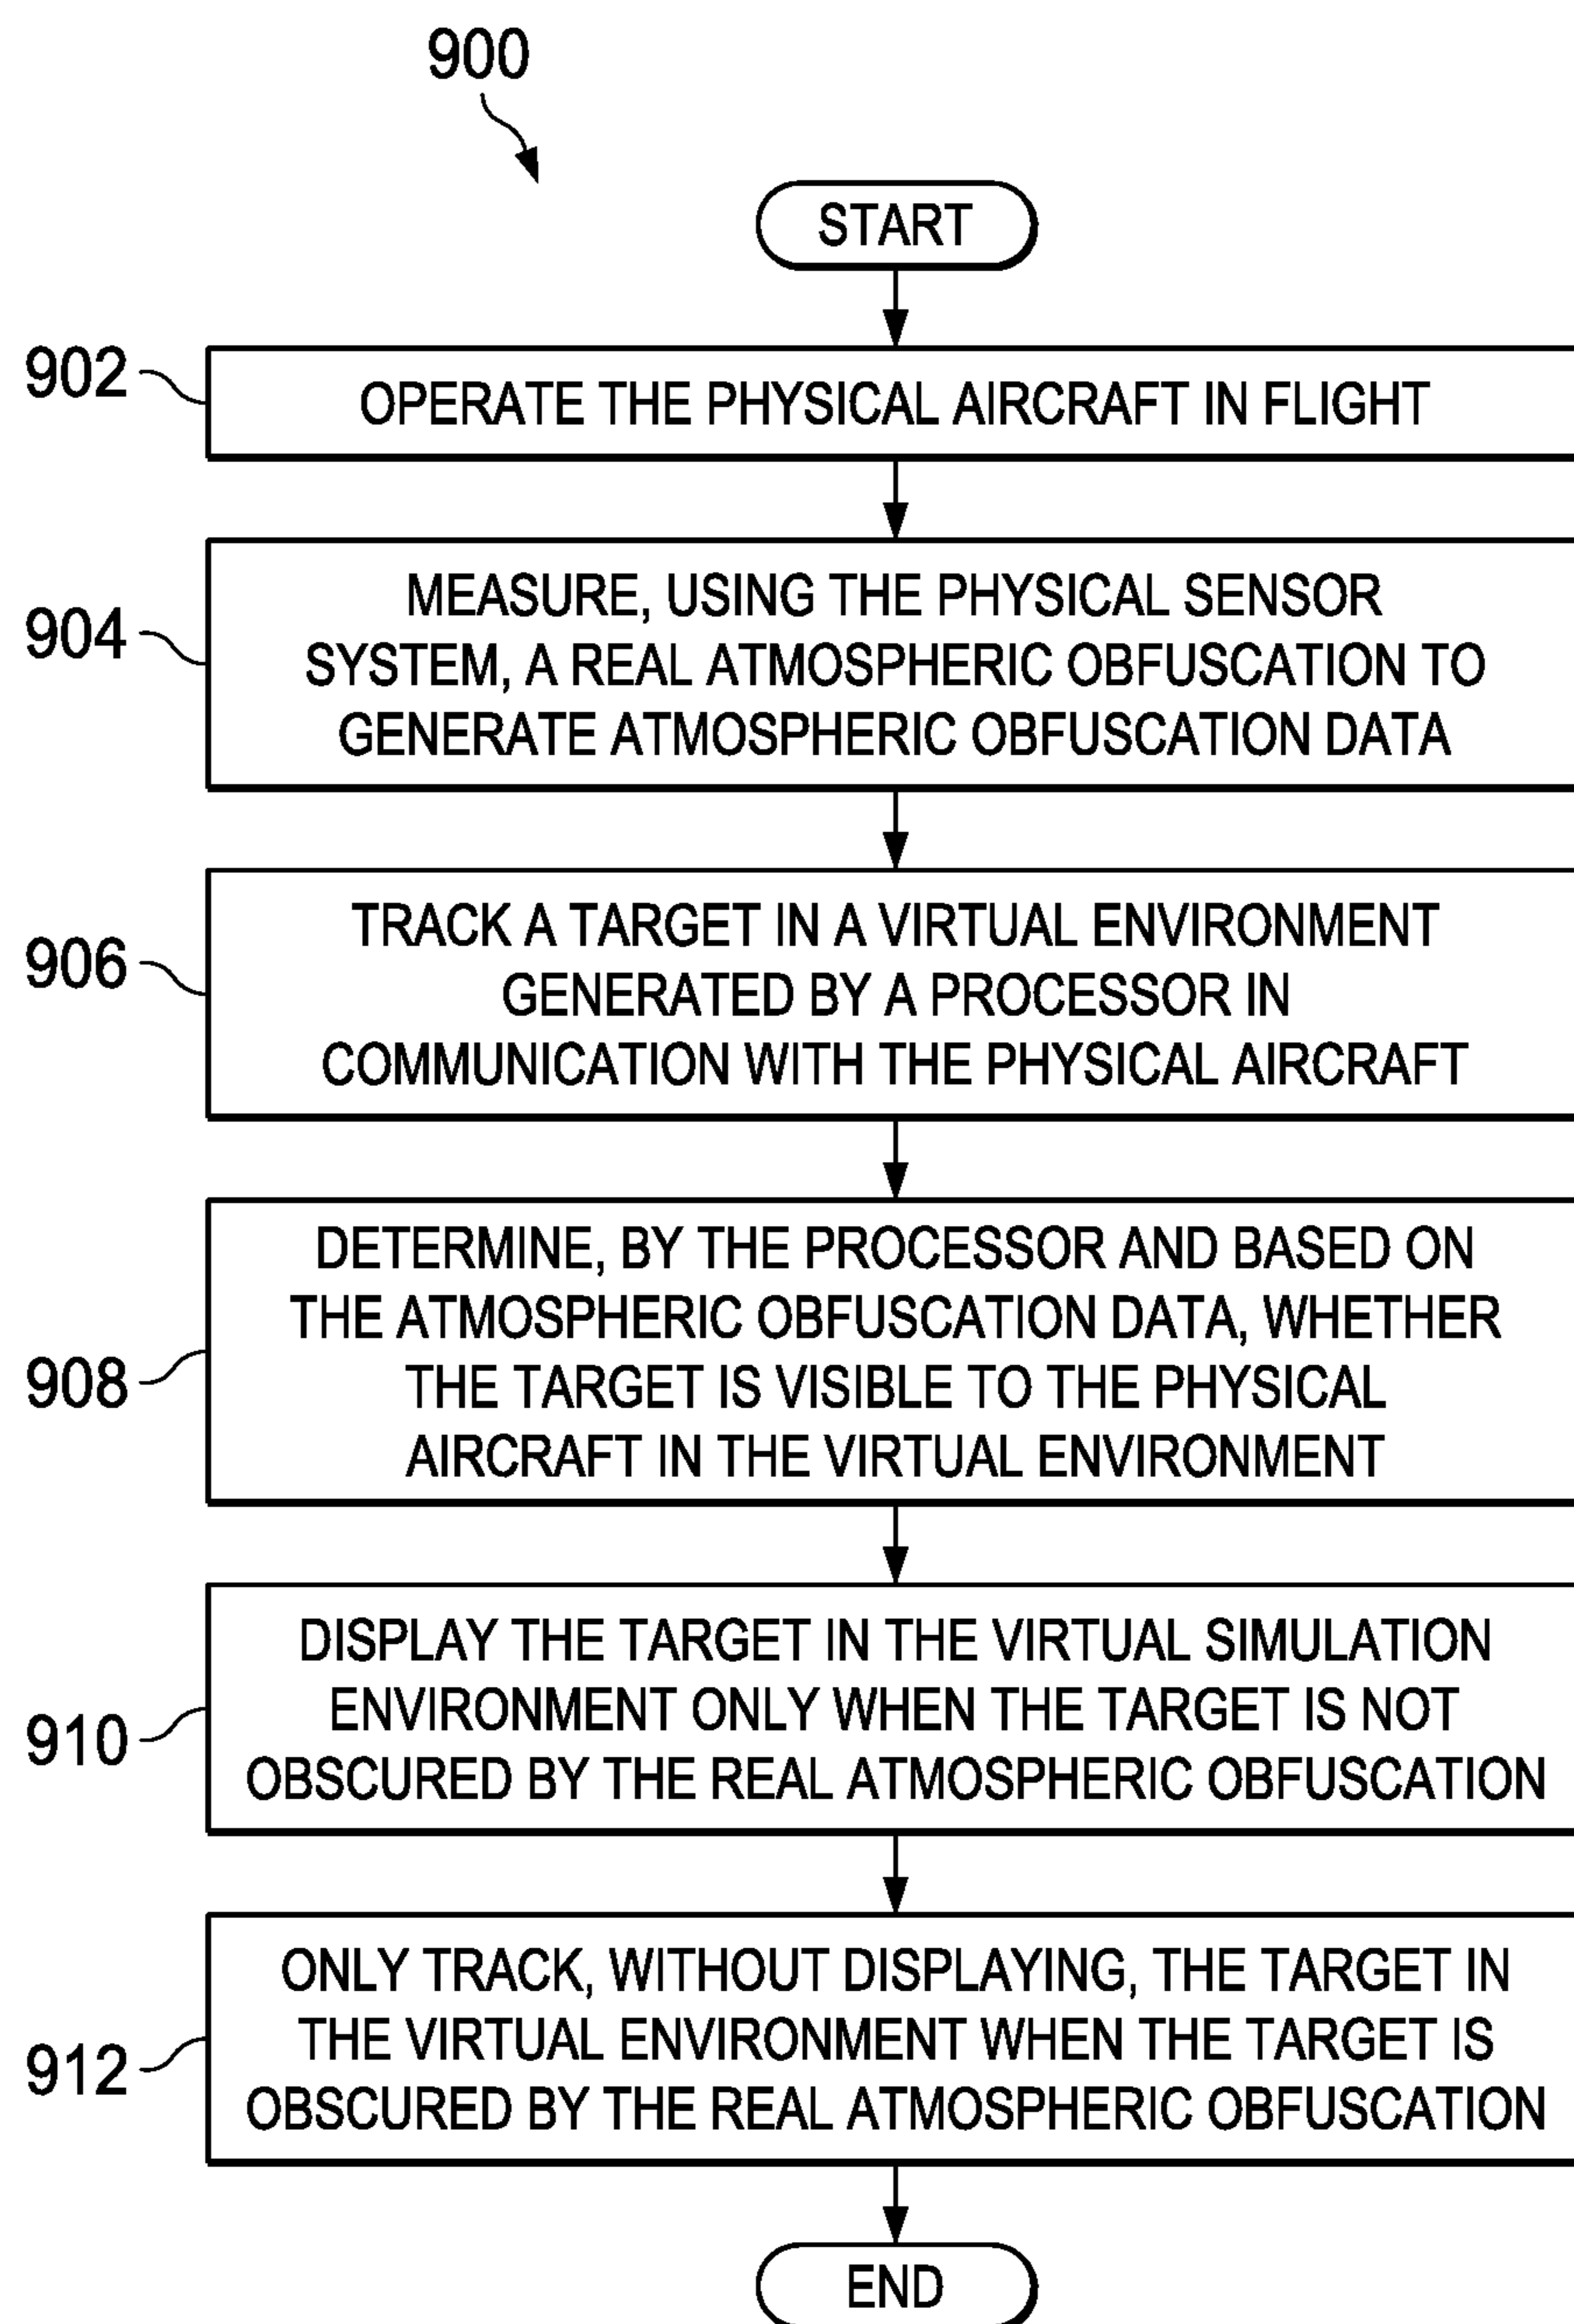 900
START
902
OPERATE THE PHYSICAL AIRCRAFT IN FLIGHT
904
MEASURE, USING THE PHYSICAL SENSOR
SYSTEM, A REAL ATMOSPHERIC OBFUSCATION TO
GENERATE ATMOSPHERIC OBFUSCATION DATA
906
TRACK A TARGET IN A VIRTUAL ENVIRONMENT
GENERATED BY A PROCESSOR IN
COMMUNICATION WITH THE PHYSICAL AIRCRAFT
908
DETERMINE, BY THE PROCESSOR AND BASED ON
THE ATMOSPHERIC OBFUSCATION DATA, WHETHER
THE TARGET IS VISIBLE TO THE PHYSICAL
AIRCRAFT IN THE VIRTUAL ENVIRONMENT
910
DISPLAY THE TARGET IN THE VIRTUAL SIMULATION
ENVIRONMENT ONLY WHEN THE TARGET IS NOT
OBSCURED BY THE REAL ATMOSPHERIC OBFUSCATION
912
ONLY TRACK, WITHOUT DISPLAYING, THE TARGET IN
THE VIRTUAL ENVIRONMENT WHEN THE TARGET IS
OBSCURED BY THE REAL ATMOSPHERIC OBFUSCATION
END